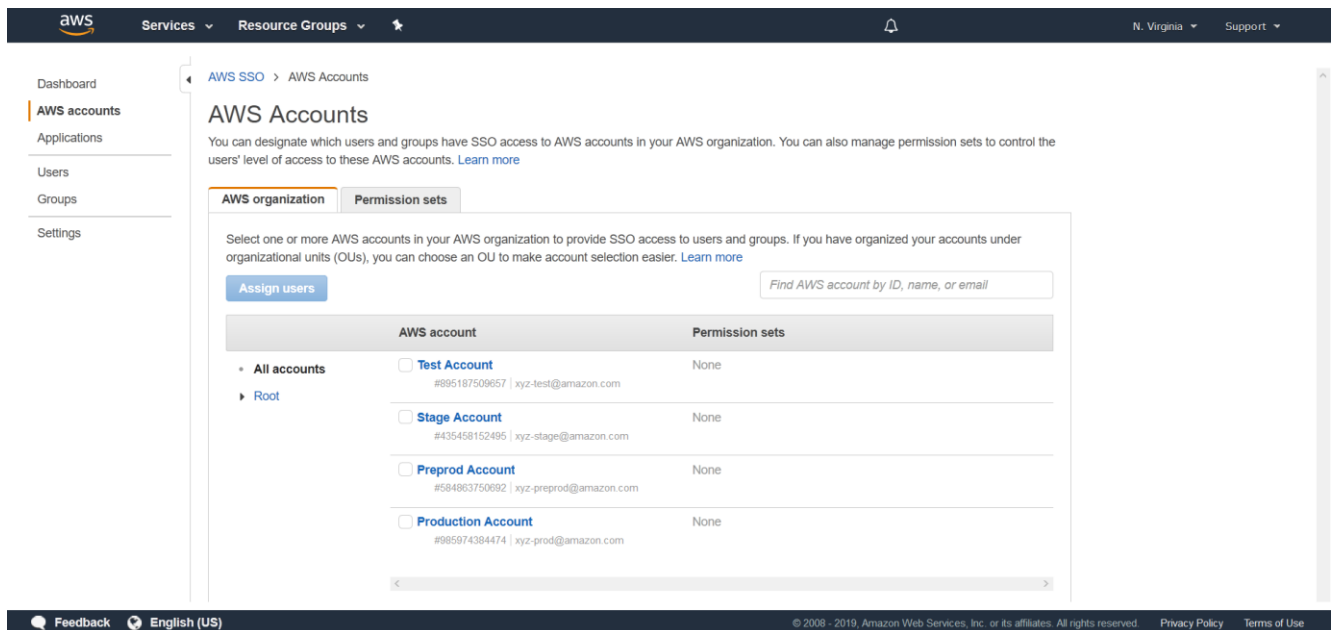 aws Services Resource Groups N. Virginia Support
Dashboard
AWS accounts
Applications
Users
Groups
Settings
AWS SSO > AWS Accounts
AWS Accounts
You can designate which users and groups have SSO access to AWS accounts in your AWS organization. You can also manage permission sets to control the
users' level of access to these AWS accounts. Learn more
AWS organization Permission sets
Select one or more AWS accounts in your AWS organization to provide SSO access to users and groups. If you have organized your accounts under
organizational units (OUs), you can choose an OU to make account selection easier. Learn more
Assign users Find AWS account by ID, name, or email
AWS account Permission sets
All accounts
Root
Test Account None
#895187509657 | xyz-test@amazon.com
Stage Account None
#435458152495 | xyz-stage@amazon.com
Preprod Account None
#584863750692 | xyz-preprod@amazon.com
Production Account None
#985974384474 | xyz-prod@amazon.com
Feedback English (US) © 2008 - 2019, Amazon Web Services, Inc. or its affiliates. All rights reserved. Privacy Policy Terms of Use